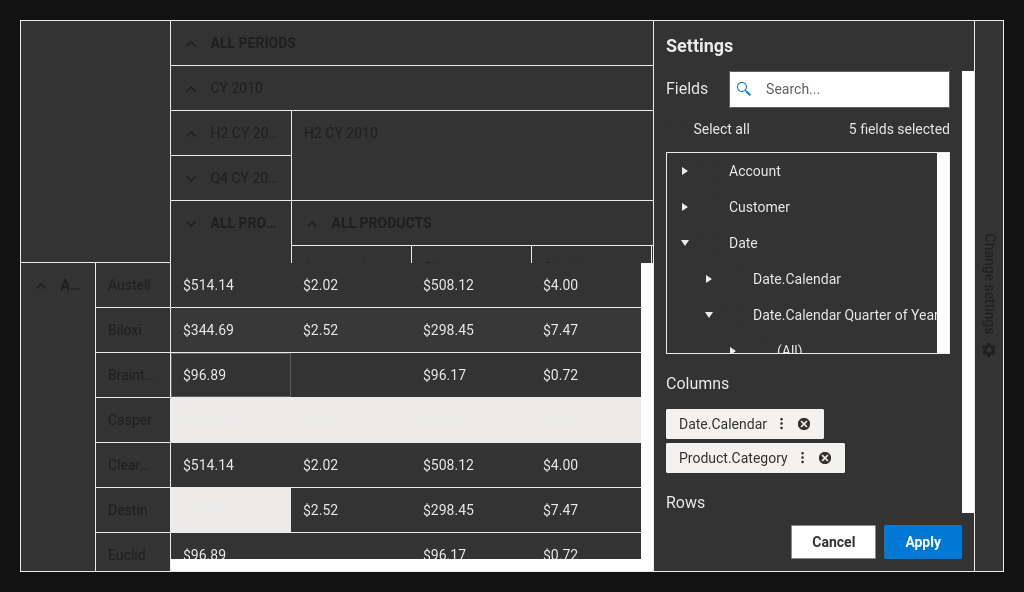 ALL PERIODS
CY 2010
H2 CY 20...
H2 CY 2010
Q4 CY 20...
ALL PRO...
ALL PRODUCTS
A...
Austell
$514.14
$2.02
$508.12
$4.00
Biloxi
$344.69
$2.52
$298.45
$7.47
Braint...
$96.89
$96.17
$0.72
Casper
Clear...
$514.14
$2.02
$508.12
$4.00
Destin
$2.52
$298.45
$7.47
Euclid
$96.89
$96.17
$0.72
Settings
Fields
Search...
Select all
5 fields selected
Account
Customer
Date
Date.Calendar
Date.Calendar Quarter of Year
(All)
Columns
Date.Calendar
Product.Category
Rows
Cancel
Apply
Change settings